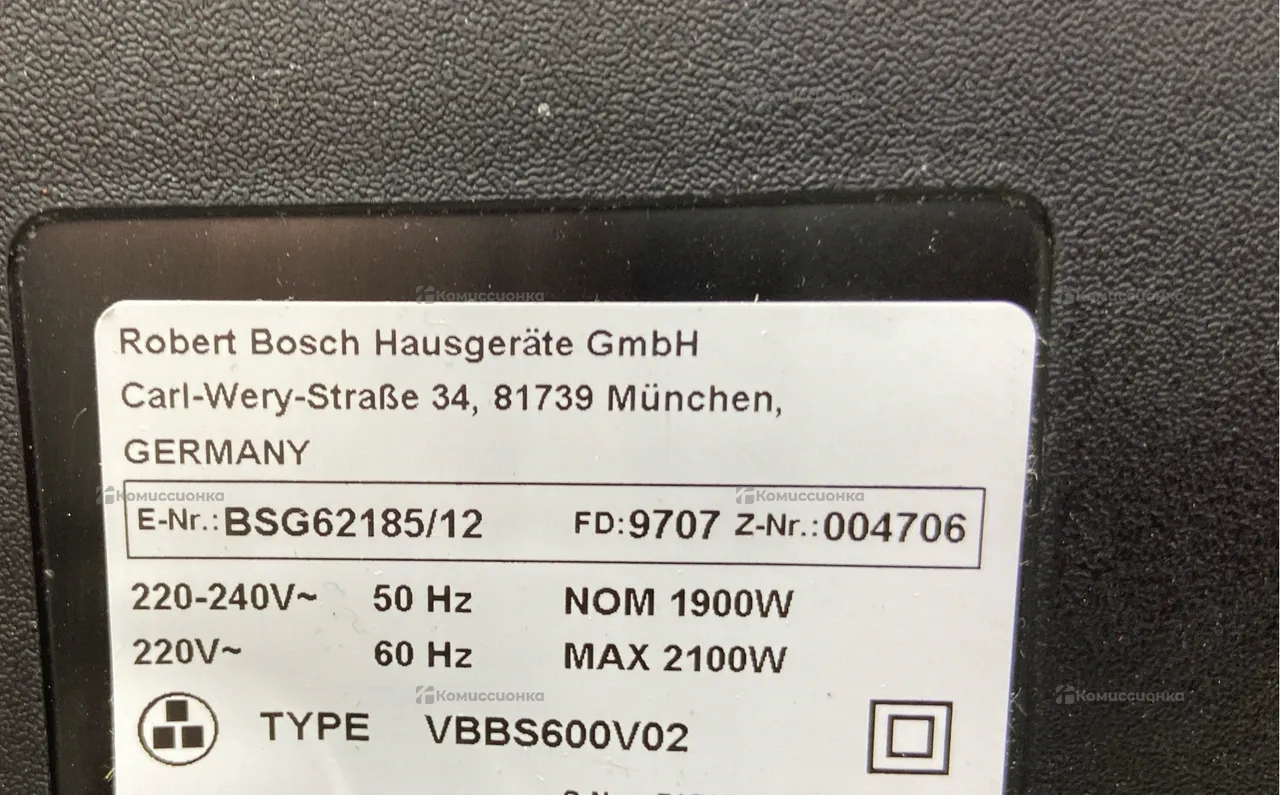 Robert Bosch Hausgeräte GmbH
Carl-Wery-Straße 34, 81739 München,
GERMANY
E-Nr.: BSG62185/12 FD: 9707 Z-Nr.: 004706
220-240V~ 50 Hz NOM 1900W
220V~ 60 Hz MAX 2100W
TYPE VBBS600V02
Комиссионка
Комиссионка
Комиссионка
Комиссионка
Комиссионка
Комиссионка